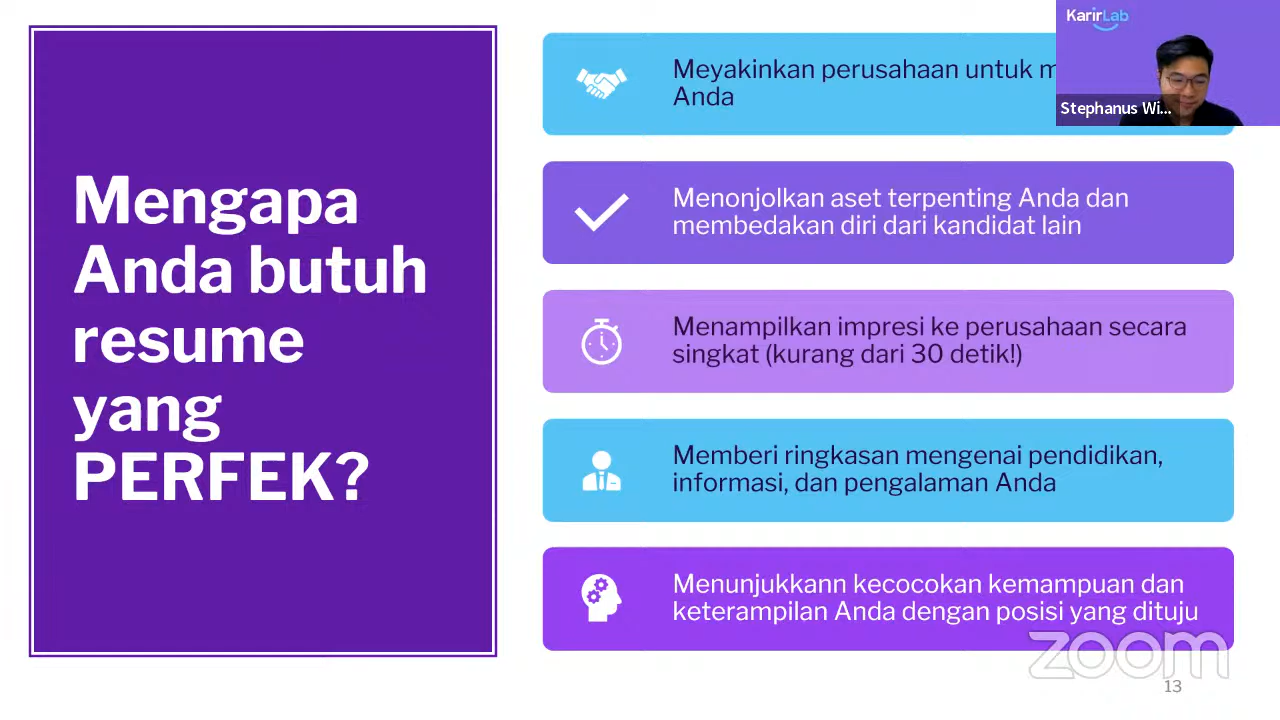 Mengapa
Anda butuh
resume
yang
PERFEK?
Meyakinkan perusahaan untuk
Anda
Menonjolkan aset terpenting Anda dan
membedakan diri dari kandidat lain
Menampilkan impresi ke perusahaan secara
singkat (kurang dari 30 detik!)
Memberi ringkasan mengenai pendidikan,
informasi, dan pengalaman Anda
Menunjukkann kecocokan kemampuan dan
keterampilan Anda dengan posisi yang dituju
KarirLab
Stephanus Wi...
zoom
13